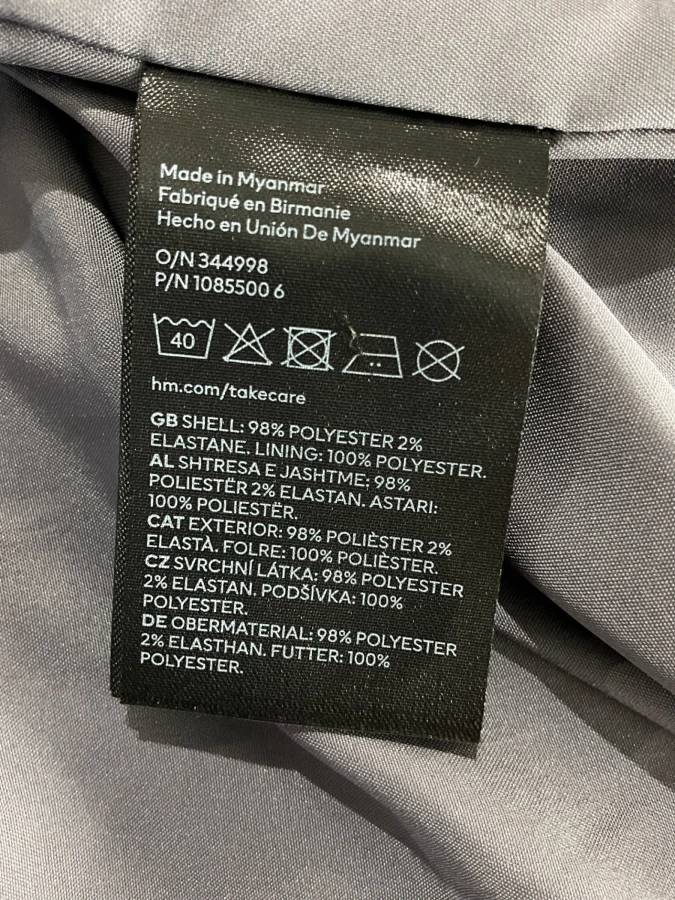 Made in Myanmar
Fabriqué en Birmanie
Hecho en Unión De Myanmar
O/N 344998
P/N 1085500 6
40
hm.com/takecare
GB SHELL: 98% POLYESTER 2%
ELASTANE. LINING: 100% POLYESTER.
AL SHTRESA E JASHTME: 98%
POLIESTËR 2% ELASTAN. ASTARI:
100% POLIESTËR.
CAT EXTERIOR: 98% POLIÈSTER 2%
ELASTÀ. FOLRE: 100% POLIÈSTER.
CZ SVRCHNÍ LÁTKA: 98% POLYESTER
2% ELASTAN. PODŠÍVKA: 100%
POLYESTER.
DE OBERMATERIAL: 98% POLYESTER
2% ELASTHAN. FUTTER: 100%
POLYESTER.